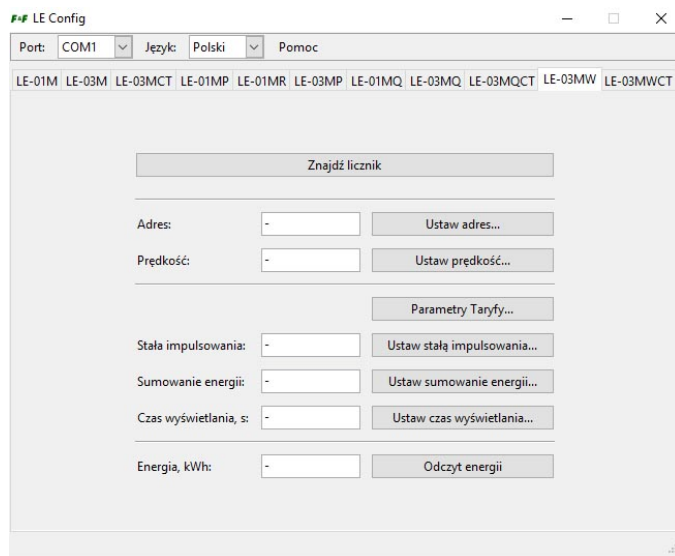 F&F LE Config
Port: COM1 Język: Polski Pomoc
LE-01M LE-03M LE-03MCT LE-01MP LE-01MR LE-03MP LE-01MQ LE-03MQ LE-03MQCT LE-03MW LE-03MWCT
Znajdź licznik
Adres: - Ustaw adres...
Prędkość: - Ustaw prędkość...
Parametry Taryfy...
Stała impulsowania: - Ustaw stałą impulsowania...
Sumowanie energii: - Ustaw sumowanie energii...
Czas wyświetlania, s: - Ustaw czas wyświetlania...
Energia, kWh: - Odczyt energii